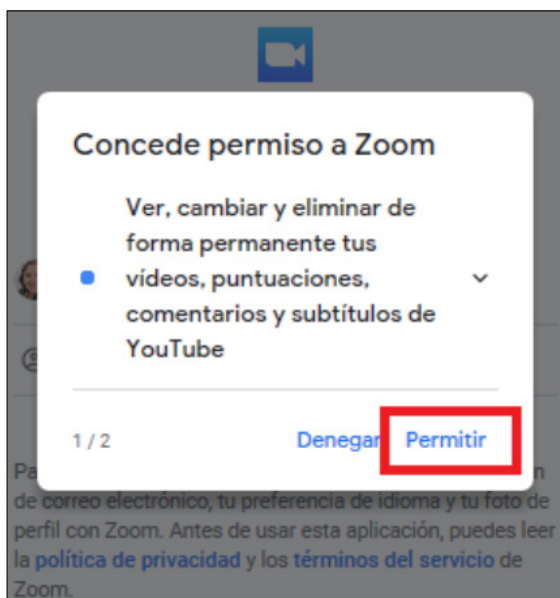 Concede permiso a Zoom
Ver, cambiar y eliminar de
forma permanente tus
vídeos, puntuaciones,
comentarios y subtítulos de
YouTube
1 / 2
Denegar
Permitir
Pa
n
de correo electrónico, tu preferencia de idioma y tu foto de
perfil con Zoom. Antes de usar esta aplicación, puedes leer
la política de privacidad y los términos del servicio de
Zoom.